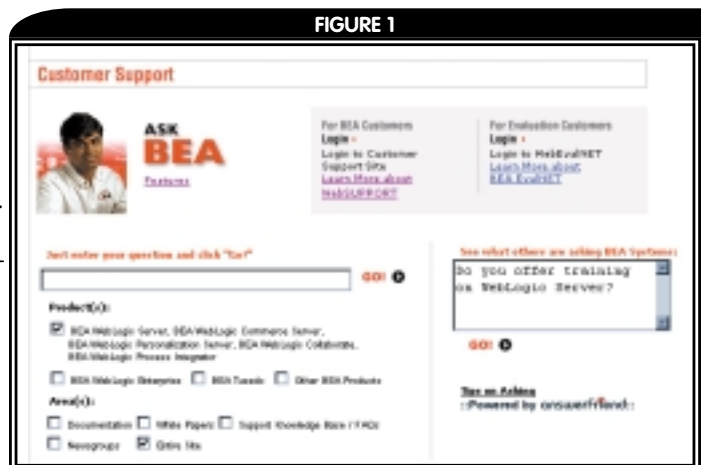 FIGURE 1
Customer Support
ASK
BEA
Features
For BEA Customers
Login
Login to Customer
Support Site
Learn More about
WebSUPPORT
For Evaluation Customers
Login
Login to WebEvalNET
Learn More about
BEA EvalNET
Just enter your question and click "Go!"
GO!
Product(s):
BEA WebLogic Server, BEA WebLogic Commerce Server,
BEA WebLogic Personalization Server, BEA WebLogic Collaborate,
BEA WebLogic Process Integrator
BEA WebLogic Enterprise
BEA Tuxedo
Other BEA Products
Area(s):
Documentation
White Papers
Support Knowledge Base / FAQs
Newsgroups
Entire Site
See what others are asking BEA Systems:
Do you offer training
on WebLogic Server?
GO!
Tips on Asking
::Powered by answerfriend::